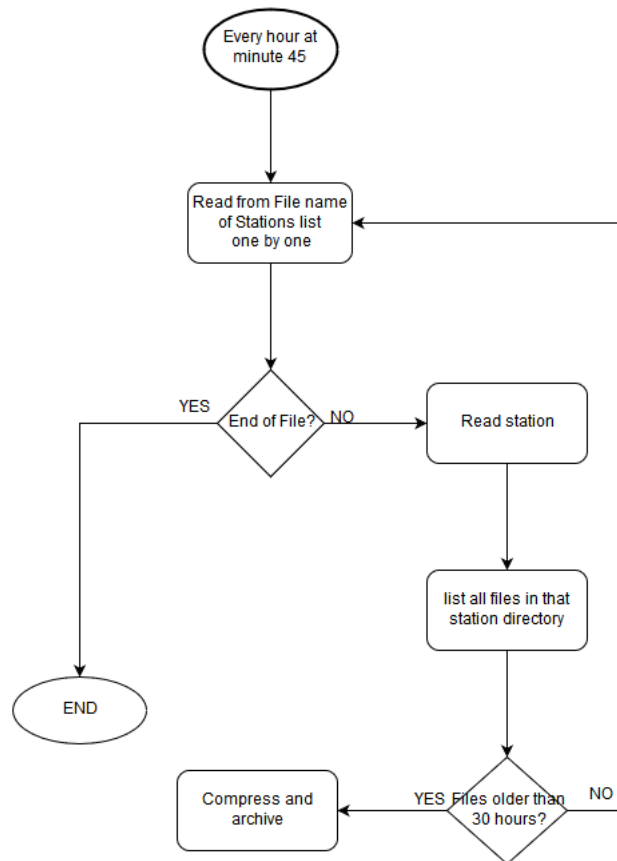 Every hour at
minute 45
Read from File name
of Stations list
one by one
YES
End of File?
NO
Read station
list all files in that
station directory
END
Compress and
archive
YES
Files older than
30 hours?
NO